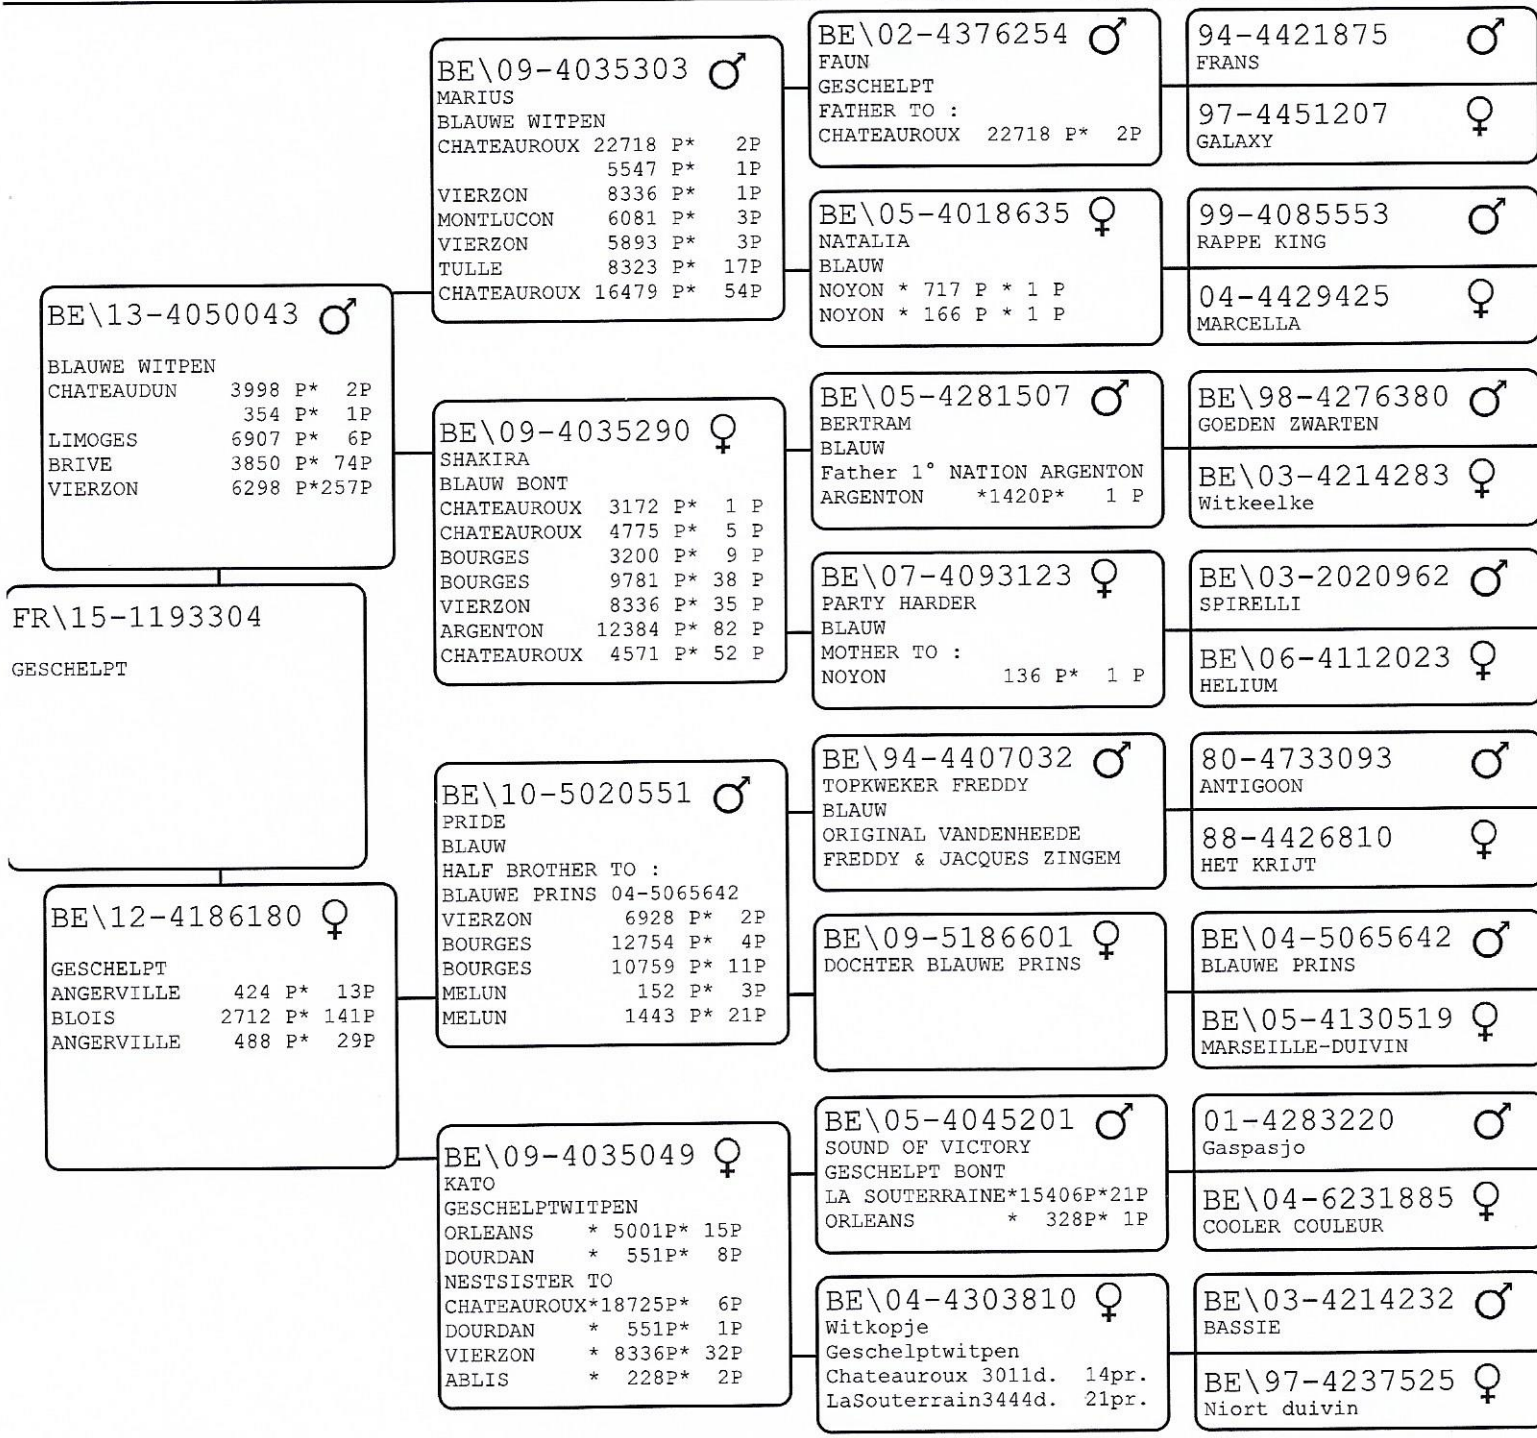 FR\15-1193304
GESCHELPT
BE\13-4050043 ♂
BLAUWE WITPEN
CHATEAUDUN 3998 P* 2P
354 P* 1P
LIMOGES 6907 P* 6P
BRIVE 3850 P* 74P
VIERZON 6298 P*257P
BE\12-4186180 ♀
GESCHELPT
ANGERVILLE 424 P* 13P
BLOIS 2712 P* 141P
ANGERVILLE 488 P* 29P
BE\09-4035303 ♂
MARIUS
BLAUWE WITPEN
CHATEAUROUX 22718 P* 2P
5547 P* 1P
VIERZON 8336 P* 1P
MONTLUCON 6081 P* 3P
VIERZON 5893 P* 3P
TULLE 8323 P* 17P
CHATEAUROUX 16479 P* 54P
BE\09-4035290 ♀
SHAKIRA
BLAUW BONT
CHATEAUROUX 3172 P* 1 P
CHATEAUROUX 4775 P* 5 P
BOURGES 3200 P* 9 P
BOURGES 9781 P* 38 P
VIERZON 8336 P* 35 P
ARGENTON 12384 P* 82 P
CHATEAUROUX 4571 P* 52 P
BE\10-5020551 ♂
PRIDE
BLAUW
HALF BROTHER TO :
BLAUWE PRINS 04-5065642
VIERZON 6928 P* 2P
BOURGES 12754 P* 4P
BOURGES 10759 P* 11P
MELUN 152 P* 3P
MELUN 1443 P* 21P
BE\09-4035049 ♀
KATO
GESCHELPTWITPEN
ORLEANS * 5001P* 15P
DOURDAN * 551P* 8P
NESTSISTER TO
CHATEAUROUX*18725P* 6P
DOURDAN * 551P* 1P
VIERZON * 8336P* 32P
ABLIS * 228P* 2P
BE\02-4376254 ♂
FAUN
GESCHELPT
FATHER TO :
CHATEAUROUX 22718 P* 2P
BE\05-4018635 ♀
NATALIA
BLAUW
NOYON * 717 P * 1 P
NOYON * 166 P * 1 P
BE\05-4281507 ♂
BERTRAM
BLAUW
Father 1° NATION ARGENTON
ARGENTON *1420P* 1 P
BE\07-4093123 ♀
PARTY HARDER
BLAUW
MOTHER TO :
NOYON 136 P* 1 P
BE\94-4407032 ♂
TOPKWEKER FREDDY
BLAUW
ORIGINAL VANDENHEEDE
FREDDY & JACQUES ZINGEM
BE\09-5186601 ♀
DOCHTER BLAUWE PRINS
BE\05-4045201 ♂
SOUND OF VICTORY
GESCHELPT BONT
LA SOUTERRAINE*15406P*21P
ORLEANS * 328P* 1P
BE\04-4303810 ♀
Witkopje
Geschelptwitpen
Chateauroux 3011d. 14pr.
LaSouterrain3444d. 21pr.
94-4421875 ♂
FRANS
97-4451207 ♀
GALAXY
99-4085553 ♂
RAPPE KING
04-4429425 ♀
MARCELLA
BE\98-4276380 ♂
GOEDEN ZWARTEN
BE\03-4214283 ♀
Witkeelke
BE\03-2020962 ♂
SPIRELLI
BE\06-4112023 ♀
HELIUM
80-4733093 ♂
ANTIGOON
88-4426810 ♀
HET KRIJT
BE\04-5065642 ♂
BLAUWE PRINS
BE\05-4130519 ♀
MARSEILLE-DUIVIN
01-4283220 ♂
Gaspasjo
BE\04-6231885 ♀
COOLER COULEUR
BE\03-4214232 ♂
BASSIE
BE\97-4237525 ♀
Niort duivin